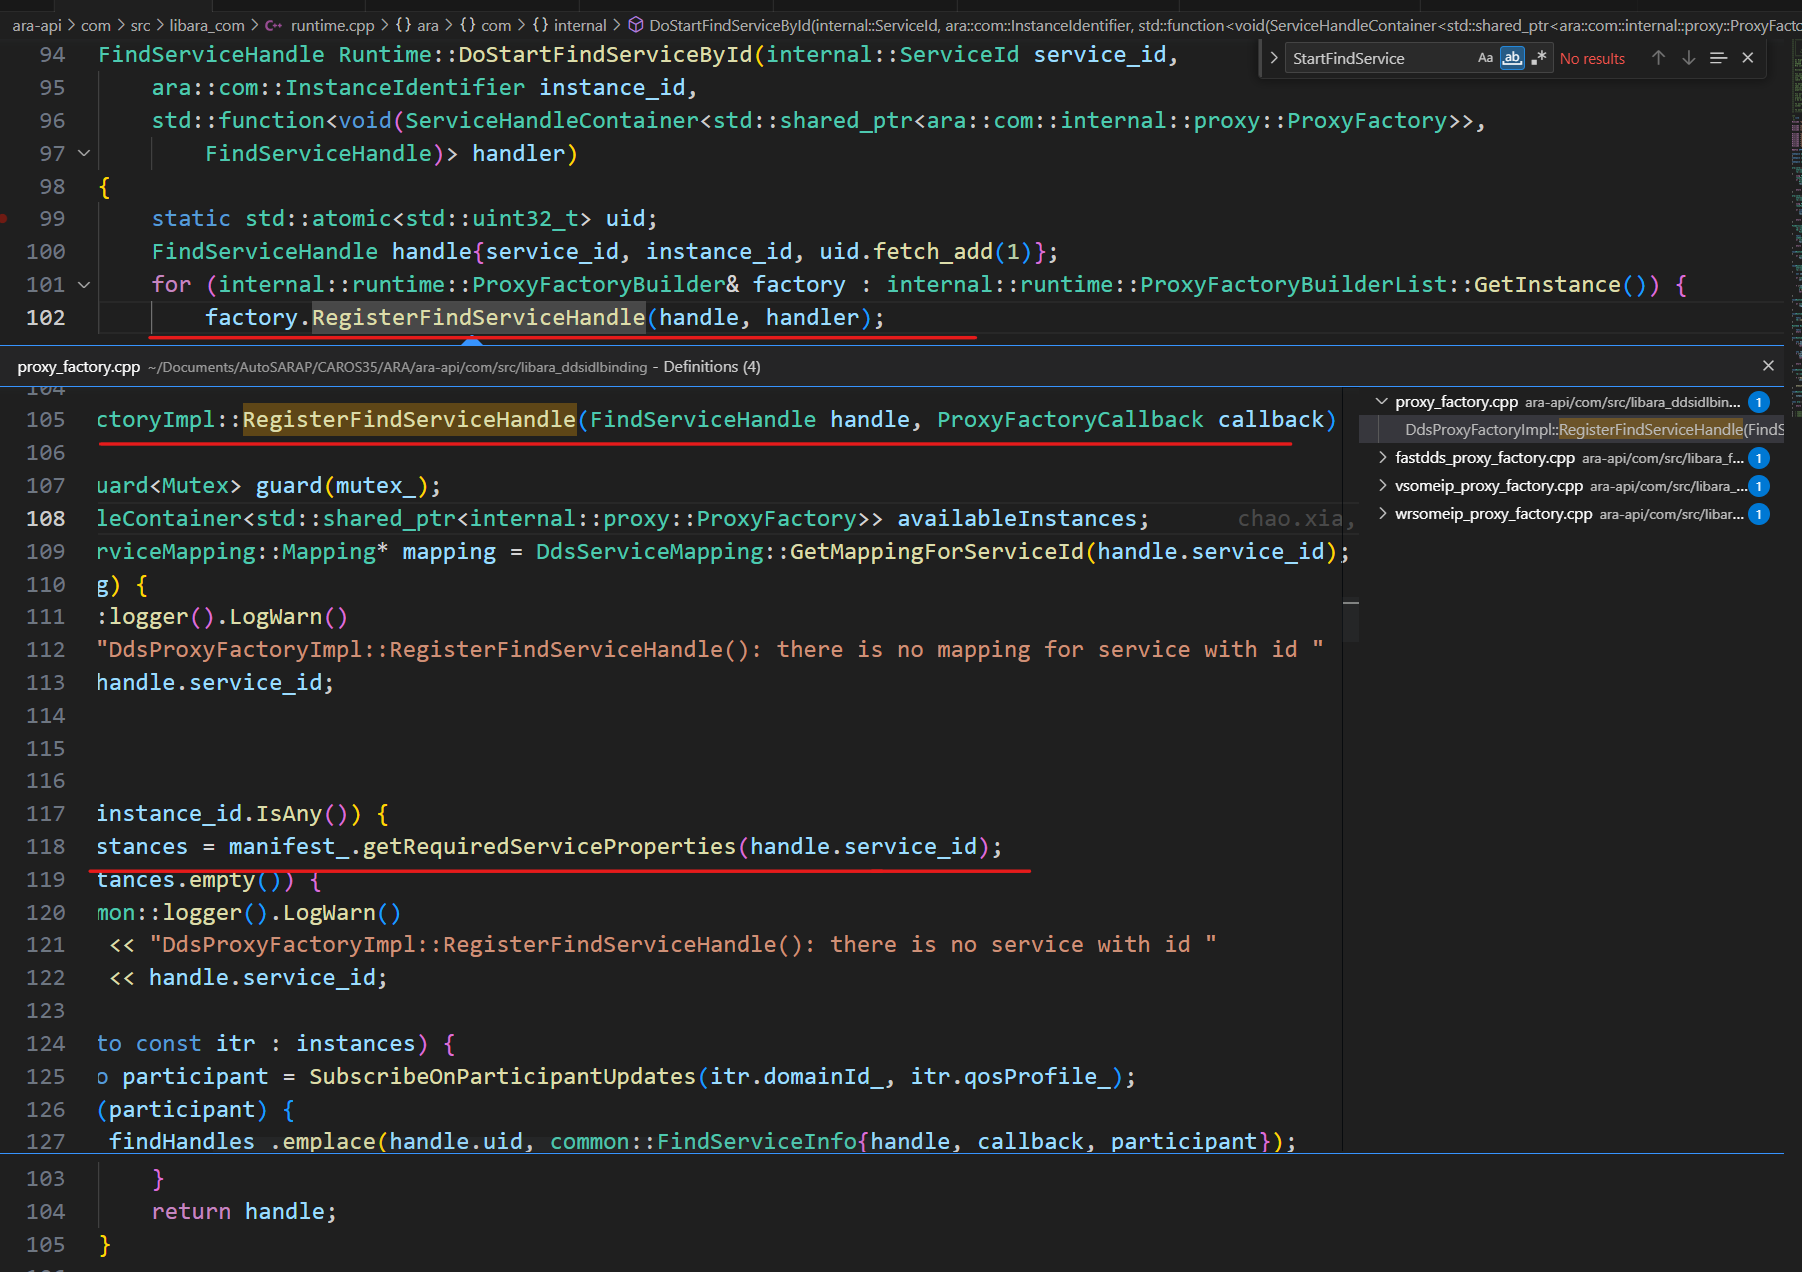 ara-api > com > src > libara_com > runtime.cpp > {} ara > {} com > {} internal > DoStartFindServiceById(internal::ServiceId, ara::com::InstanceIdentifier, std::function<void(ServiceHandleContainer<std::shared_ptr<ara::com::internal::proxy::ProxyFacto
94 FindServiceHandle Runtime::DoStartFindServiceById(internal::ServiceId service_id,
StartFindService Aa ab .* No results
95 ara::com::InstanceIdentifier instance_id,
96 std::function<void(ServiceHandleContainer<std::shared_ptr<ara::com::internal::proxy::ProxyFactory>>,
97 FindServiceHandle)> handler)
98 {
99 static std::atomic<std::uint32_t> uid;
100 FindServiceHandle handle{service_id, instance_id, uid.fetch_add(1)};
101 for (internal::runtime::ProxyFactoryBuilder& factory : internal::runtime::ProxyFactoryBuilderList::GetInstance()) {
102 factory.RegisterFindServiceHandle(handle, handler);
proxy_factory.cpp ~/Documents/AutoSARAP/CAROS35/ARA/ara-api/com/src/libara_ddsidlbinding - Definitions (4)
104
105 ctoryImpl::RegisterFindServiceHandle(FindServiceHandle handle, ProxyFactoryCallback callback)
106
107 uard<Mutex> guard(mutex_);
108 leContainer<std::shared_ptr<internal::proxy::ProxyFactory>> availableInstances; chao.xia,
109 rviceMapping::Mapping* mapping = DdsServiceMapping::GetMappingForServiceId(handle.service_id);
110 g) {
111 :logger().LogWarn()
112 "DdsProxyFactoryImpl::RegisterFindServiceHandle(): there is no mapping for service with id "
113 handle.service_id;
114
115
116
117 instance_id.IsAny()) {
118 stances = manifest_.getRequiredServiceProperties(handle.service_id);
119 tances.empty()) {
120 mon::logger().LogWarn()
121 << "DdsProxyFactoryImpl::RegisterFindServiceHandle(): there is no service with id "
122 << handle.service_id;
123
124 to const itr : instances) {
125 o participant = SubscribeOnParticipantUpdates(itr.domainId_, itr.qosProfile_);
126 (participant) {
127 findHandles_.emplace(handle.uid, common::FindServiceInfo{handle, callback, participant});
proxy_factory.cpp ara-api/com/src/libara_ddsidlbin... 1
DdsProxyFactoryImpl::RegisterFindServiceHandle(FindS
fastdds_proxy_factory.cpp ara-api/com/src/libara_f... 1
vsomeip_proxy_factory.cpp ara-api/com/src/libara_... 1
wrsomeip_proxy_factory.cpp ara-api/com/src/libar... 1
103 }
104 return handle;
105 }
106